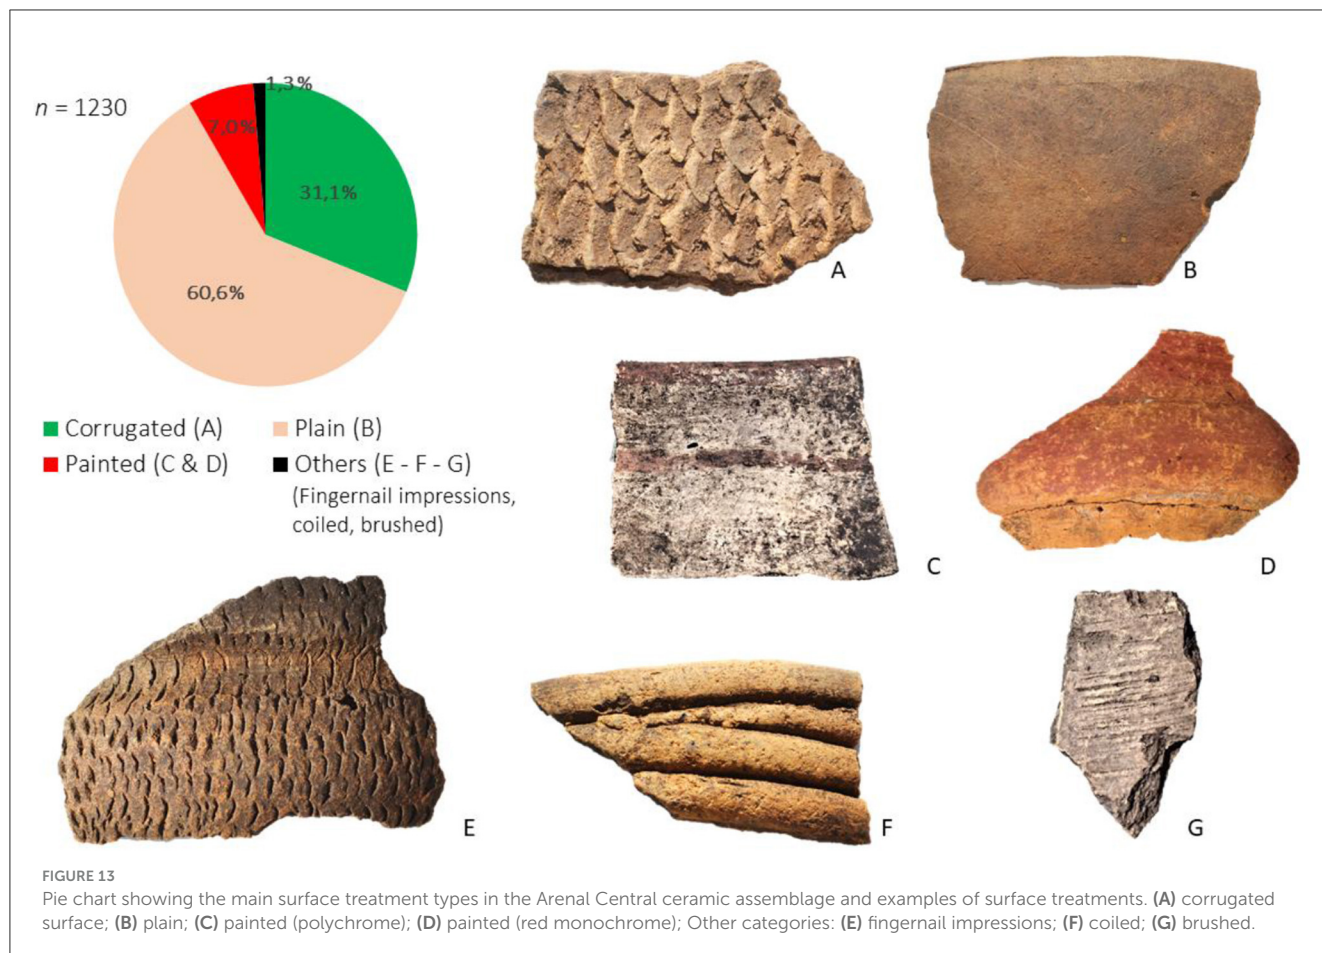 n = 1230
1,3%
7,0%
31,1%
60,6%
Corrugated (A)
Plain (B)
Painted (C & D)
Others (E - F - G)
(Fingernail impressions,
coiled, brushed)
A
B
C
D
E
F
G
FIGURE 13
Pie chart showing the main surface treatment types in the Arenal Central ceramic assemblage and examples of surface treatments. (A) corrugated
surface; (B) plain; (C) painted (polychrome); (D) painted (red monochrome); Other categories: (E) fingernail impressions; (F) coiled; (G) brushed.